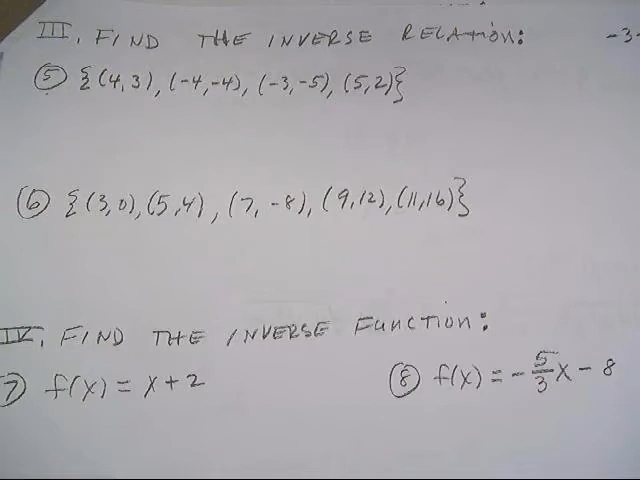 III. FIND THE INVERSE RELATION: -3-
⑤ {(4,3), (-4,-4), (-3,-5), (5,2)}
⑥ {(3,0), (5,4), (7,-8), (9,12), (11,16)}
IV. FIND THE INVERSE FUNCTION:
⑦ f(x) = x+2 ⑧ f(x) = -5/3x - 8